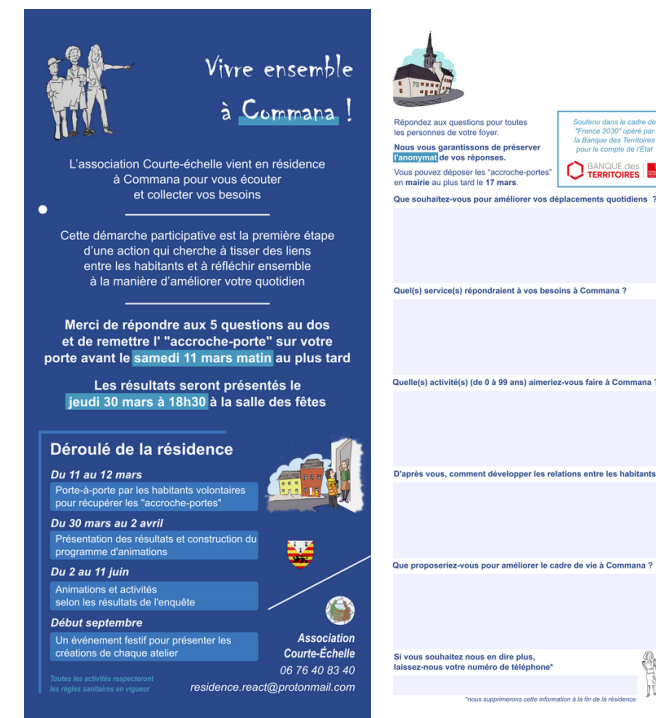 Vivre ensemble
à Commana !
L'association Courte-échelle vient en résidence
à Commana pour vous écouter
et collecter vos besoins
Cette démarche participative est la première étape
d'une action qui cherche à tisser des liens
entre les habitants et à réfléchir ensemble
à la manière d'améliorer votre quotidien
Merci de répondre aux 5 questions au dos
et de remettre l' "accroche-porte" sur votre
porte avant le samedi 11 mars matin au plus tard
Les résultats seront présentés le
jeudi 30 mars à 18h30 à la salle des fêtes
Déroulé de la résidence
Du 11 au 12 mars
Porte-à-porte par les habitants volontaires
pour récupérer les "accroche-portes"
Du 30 mars au 2 avril
Présentation des résultats et construction du
programme d'animations
Du 2 au 11 juin
Animations et activités
selon les résultats de l'enquête
Début septembre
Un événement festif pour présenter les
créations de chaque atelier
Toutes les activités respecteront
les règles sanitaires en vigueur
Association
Courte-Échelle
06 76 40 83 40
residence.react@protonmail.com
Répondez aux questions pour toutes
les personnes de votre foyer.
Nous vous garantissons de préserver
l'anonymat de vos réponses.
Vous pouvez déposer les "accroche-portes"
en mairie au plus tard le 17 mars.
Soutenu dans le cadre de
"France 2030" opéré par
la Banque des Territoires
pour le compte de l'État
BANQUE des
TERRITOIRES
Que souhaitez-vous pour améliorer vos déplacements quotidiens ?
Quel(s) service(s) répondraient à vos besoins à Commana ?
Quelle(s) activité(s) (de 0 à 99 ans) aimeriez-vous faire à Commana ?
D'après vous, comment développer les relations entre les habitants
Que proposeriez-vous pour améliorer le cadre de vie à Commana ?
Si vous souhaitez nous en dire plus,
laissez-nous votre numéro de téléphone*
*nous supprimerons cette information à la fin de la résidence